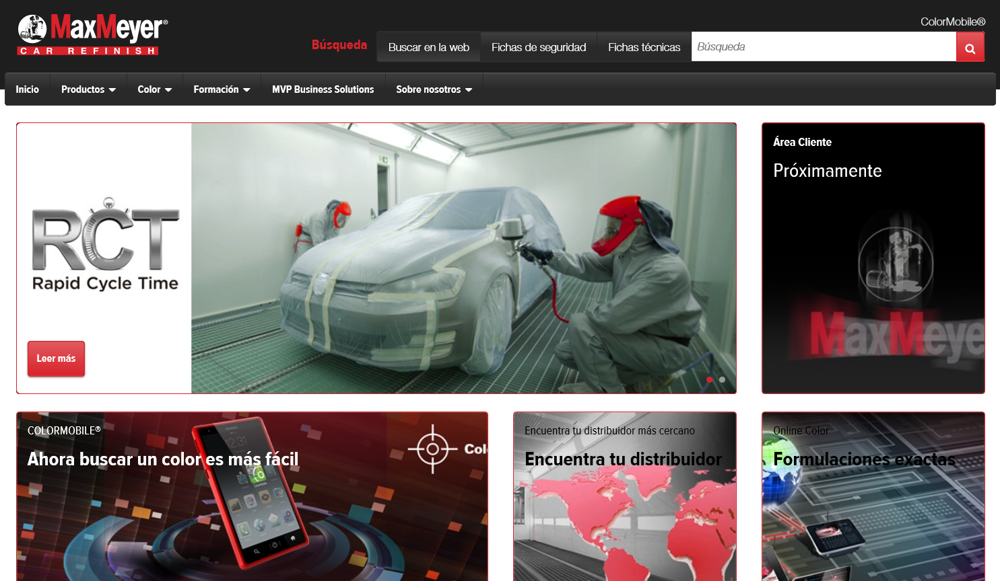 MaxMeyer®
CAR REFINISH
ColorMobile®
Búsqueda
Buscar en la web
Fichas de seguridad
Fichas técnicas
Búsqueda
Inicio
Productos
Color
Formación
MVP Business Solutions
Sobre nosotros
RCT
Rapid Cycle Time
Leer más
Área Cliente
Próximamente
MaxMeye
COLORMOBILE®
Ahora buscar un color es más fácil
Col
Encuentra tu distribuidor más cercano
Encuentra tu distribuidor
Online Color
Formulaciones exactas